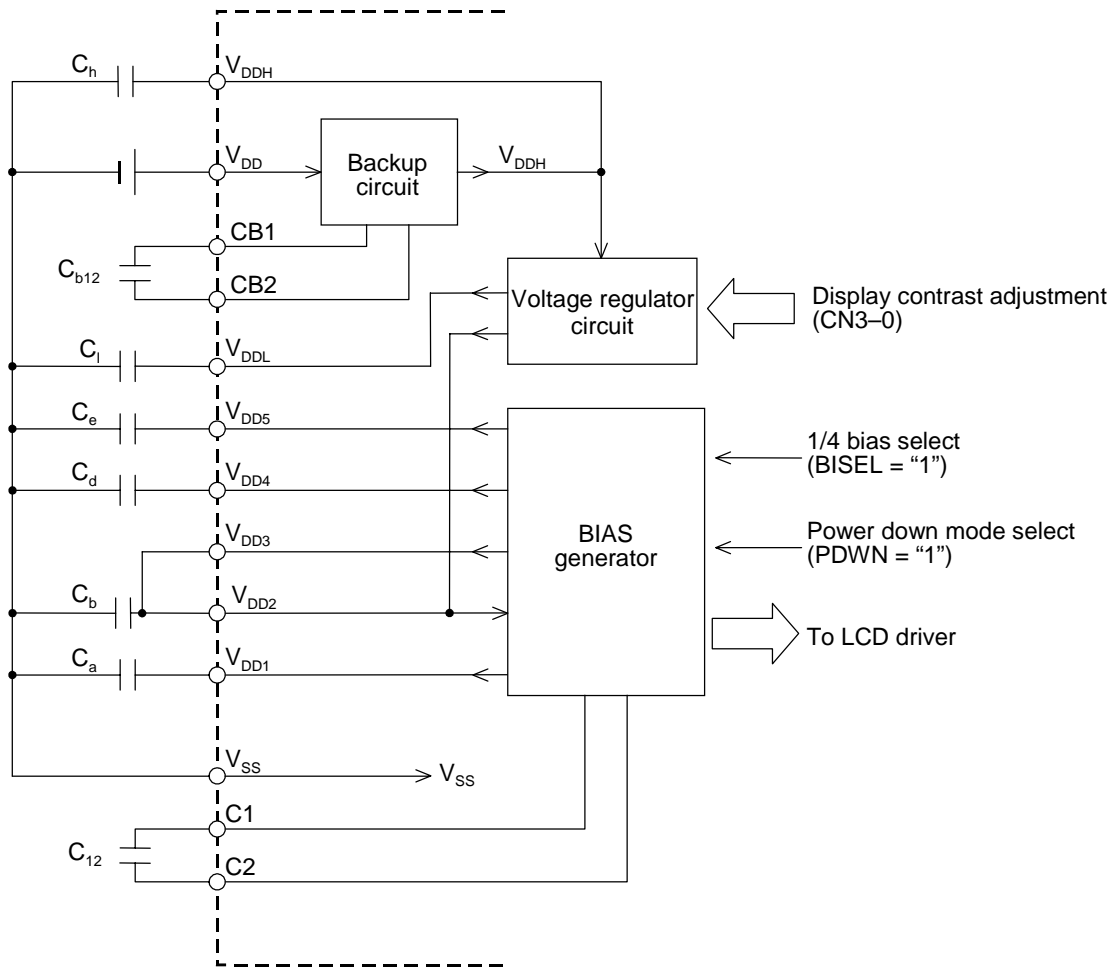 C_h
V_DDH
V_DD
Backup
circuit
V_DDH
CB1
C_b12
CB2
Voltage regulator
circuit
Display contrast adjustment
(CN3–0)
C_l
V_DDL
C_e
V_DD5
C_d
V_DD4
V_DD3
C_b
V_DD2
C_a
V_DD1
BIAS
generator
1/4 bias select
(BISEL = “1”)
Power down mode select
(PDWN = “1”)
To LCD driver
V_SS
V_SS
C1
C_12
C2